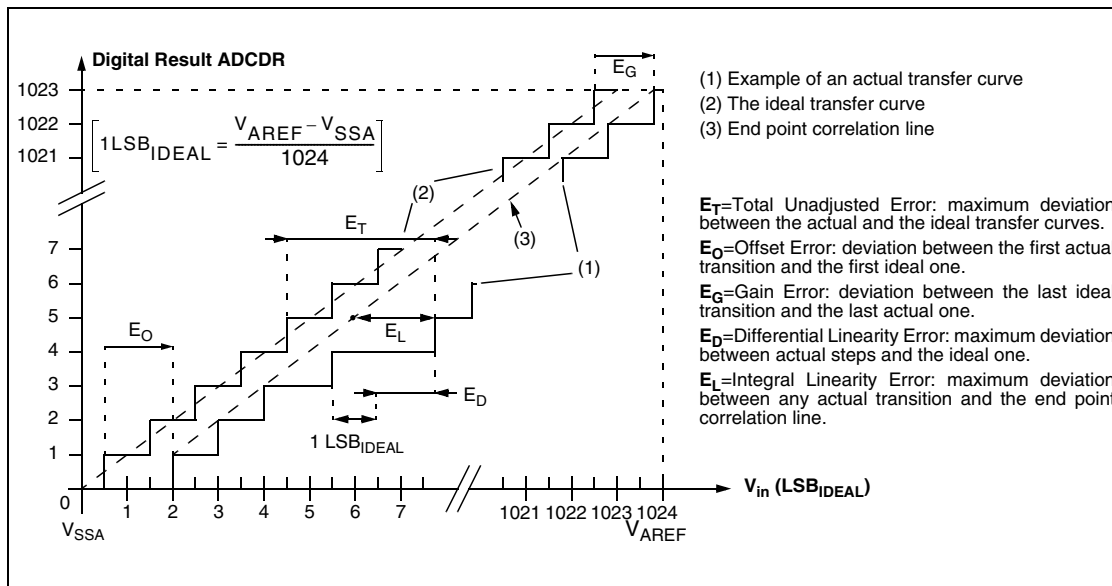 Digital Result ADCDR
1023
1022
1021
[1LSB_IDEAL = (V_AREF – V_SSA) / 1024]
7
6
5
4
3
2
1
0
E_G
(2)
E_T
(3)
(1)
E_O
E_L
E_D
1 LSB_IDEAL
1 2 3 4 5 6 7 1021 1022 1023 1024
V_in (LSB_IDEAL)
V_SSA
V_AREF
(1) Example of an actual transfer curve
(2) The ideal transfer curve
(3) End point correlation line
E_T=Total Unadjusted Error: maximum deviation
between the actual and the ideal transfer curves.
E_O=Offset Error: deviation between the first actual
transition and the first ideal one.
E_G=Gain Error: deviation between the last ideal
transition and the last actual one.
E_D=Differential Linearity Error: maximum deviation
between actual steps and the ideal one.
E_L=Integral Linearity Error: maximum deviation
between any actual transition and the end point
correlation line.